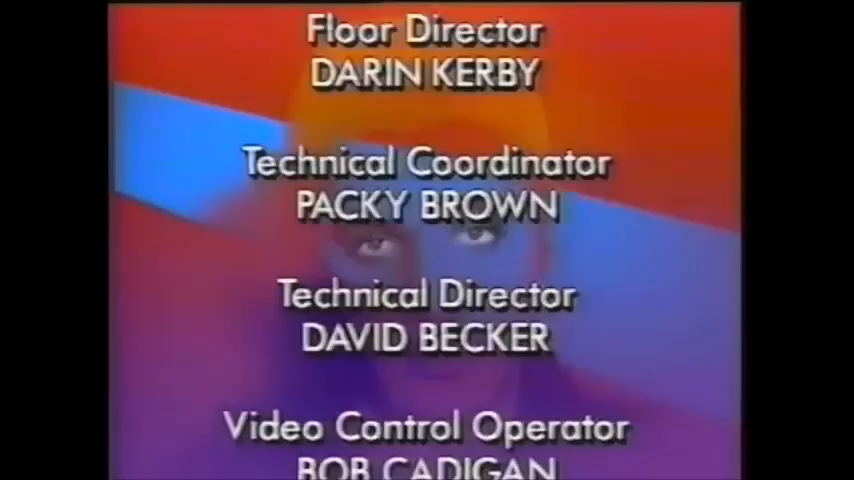 Floor Director
DARIN KERBY
Technical Coordinator
PACKY BROWN
Technical Director
DAVID BECKER
Video Control Operator
BOB CADIGAN